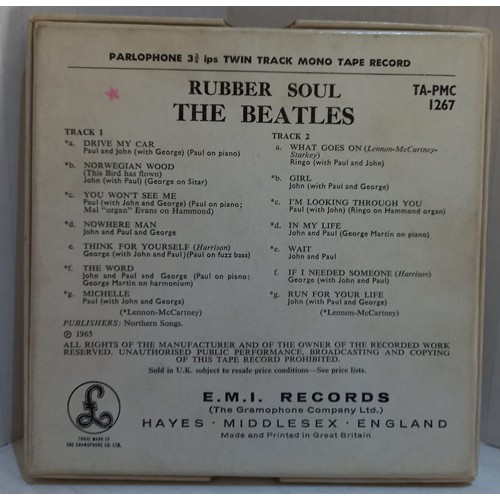 PARLOPHONE 3¾ ips TWIN TRACK MONO TAPE RECORD
RUBBER SOUL
THE BEATLES
TA-PMC
1267
TRACK 1
*a. DRIVE MY CAR
Paul and John (with George) (Paul on piano)
*b. NORWEGIAN WOOD
(This Bird has flown)
John (with Paul) (George on Sitar)
*c. YOU WON'T SEE ME
Paul (with John and George) (Paul on piano;
Mal "organ" Evans on Hammond)
*d. NOWHERE MAN
John and Paul and George
e. THINK FOR YOURSELF (Harrison)
George (with John and Paul)(Paul on fuzz bass)
*f. THE WORD
John and Paul and George (Paul on piano;
George Martin on harmonium)
*g. MICHELLE
Paul (with John and George)
(*Lennon-McCartney)
TRACK 2
a. WHAT GOES ON (Lennon-McCartney-
Starkey)
Ringo (with Paul and John)
*b. GIRL
John (with Paul and George)
*c. I'M LOOKING THROUGH YOU
Paul (with John) (Ringo on Hammond organ)
*d. IN MY LIFE
John and Paul (George Martin on piano)
*e. WAIT
John and Paul
f. IF I NEEDED SOMEONE (Harrison)
George (with John and Paul)
*g. RUN FOR YOUR LIFE
John (with Paul and George)
(*Lennon-McCartney)
PUBLISHERS: Northern Songs.
℗ 1965
ALL RIGHTS OF THE MANUFACTURER AND OF THE OWNER OF THE RECORDED WORK
RESERVED. UNAUTHORISED PUBLIC PERFORMANCE, BROADCASTING AND COPYING
OF THIS TAPE RECORD PROHIBITED.
Sold in U.K. subject to resale price conditions—See price lists.
£
TRADE MARK OF
THE GRAMOPHONE CO. LTD.
E.M.I. RECORDS
(The Gramophone Company Ltd.)
HAYES · MIDDLESEX · ENGLAND
Made and Printed in Great Britain